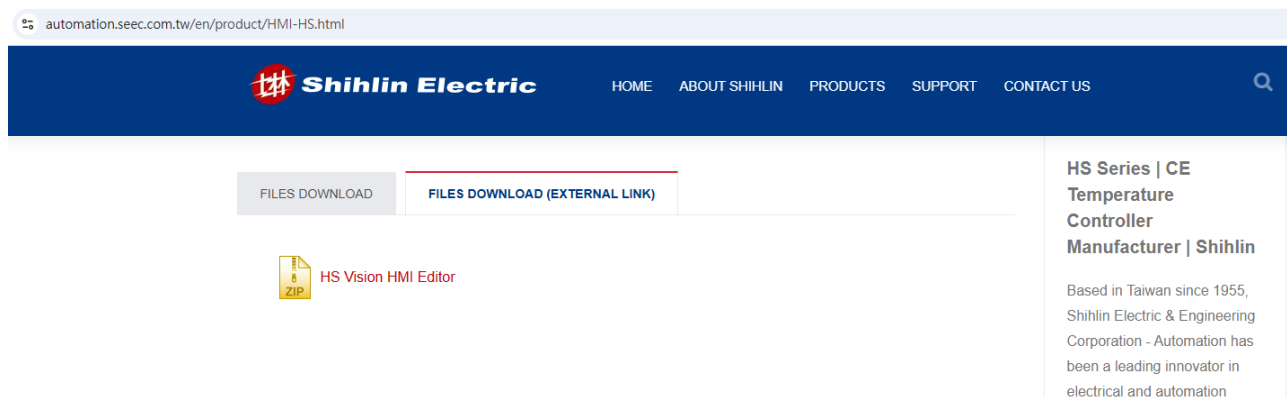 automation.seec.com.tw/en/product/HMI-HS.html
Shihlin Electric
HOME ABOUT SHIHLIN PRODUCTS SUPPORT CONTACT US
FILES DOWNLOAD
FILES DOWNLOAD (EXTERNAL LINK)
ZIP
HS Vision HMI Editor
HS Series | CE
Temperature
Controller
Manufacturer | Shihlin
Based in Taiwan since 1955,
Shihlin Electric & Engineering
Corporation - Automation has
been a leading innovator in
electrical and automation